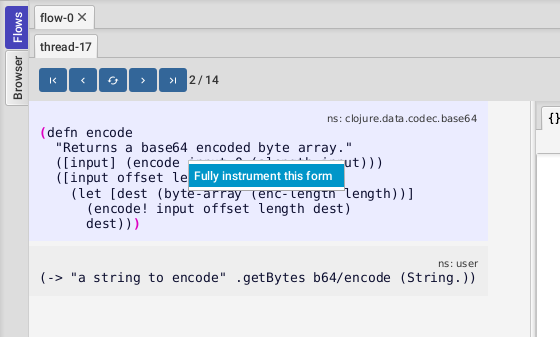 Flows
Browser
flow-0 ✕
thread-17
2 / 14
ns: clojure.data.codec.base64
(defn encode
"Returns a base64 encoded byte array."
([input] (encode input 0 (alength input)))
([input offset le
Fully instrument this form
(let [dest (byte-array (enc-length length))]
(encode! input offset length dest)
dest)))
ns: user
(-> "a string to encode" .getBytes b64/encode (String.))
{}